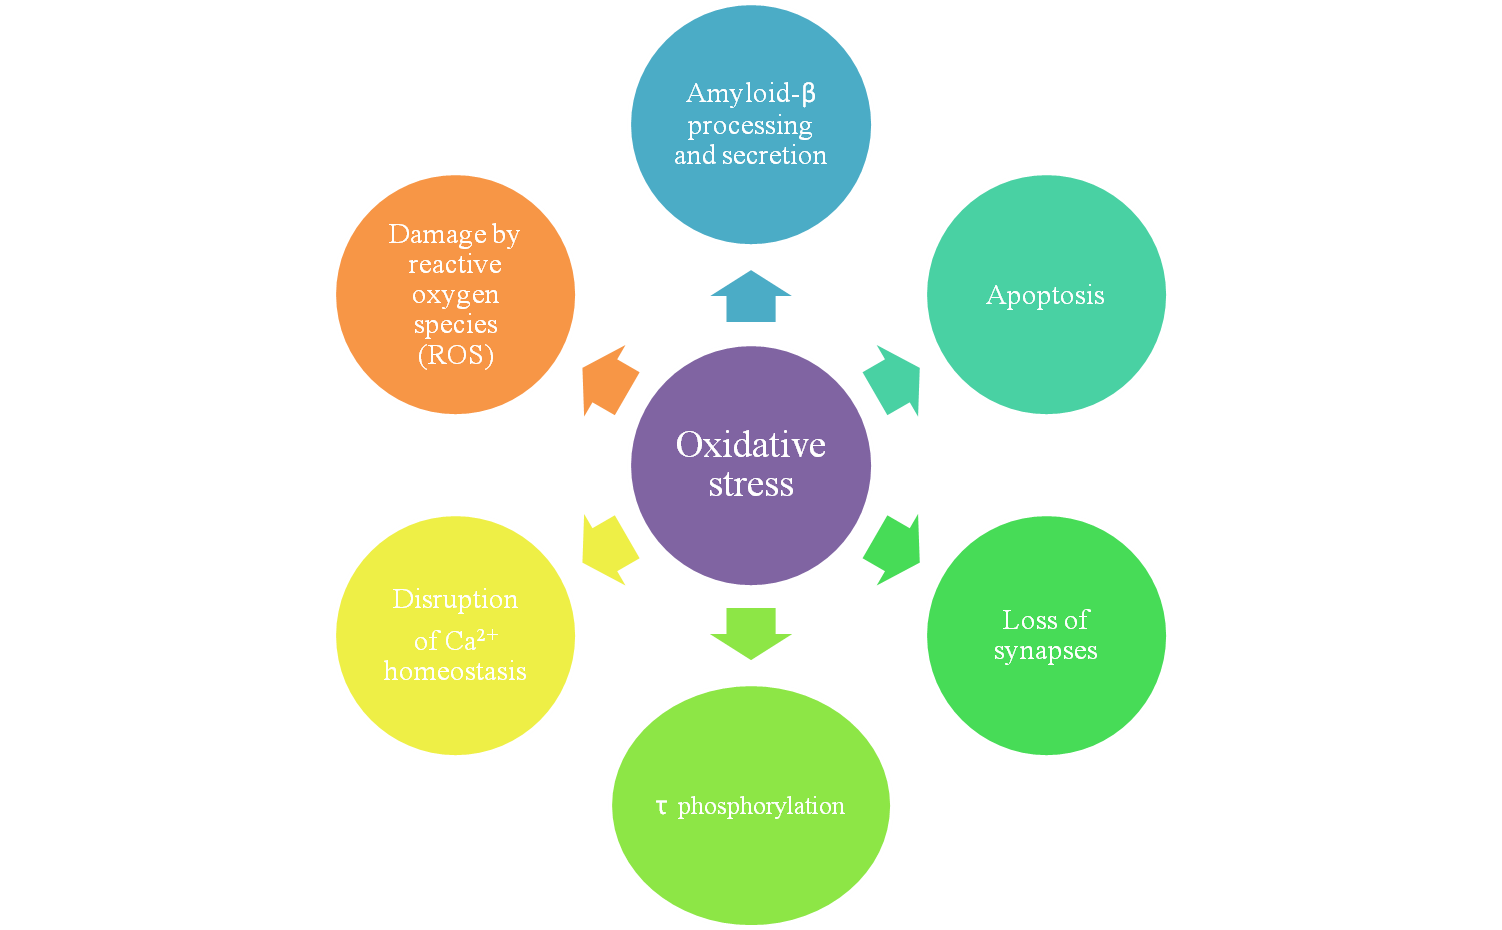 Amyloid-β
processing
and secretion
Damage by
reactive
oxygen
species
(ROS)
Apoptosis
Oxidative
stress
Disruption
of Ca²⁺
homeostasis
Loss of
synapses
τ phosphorylation